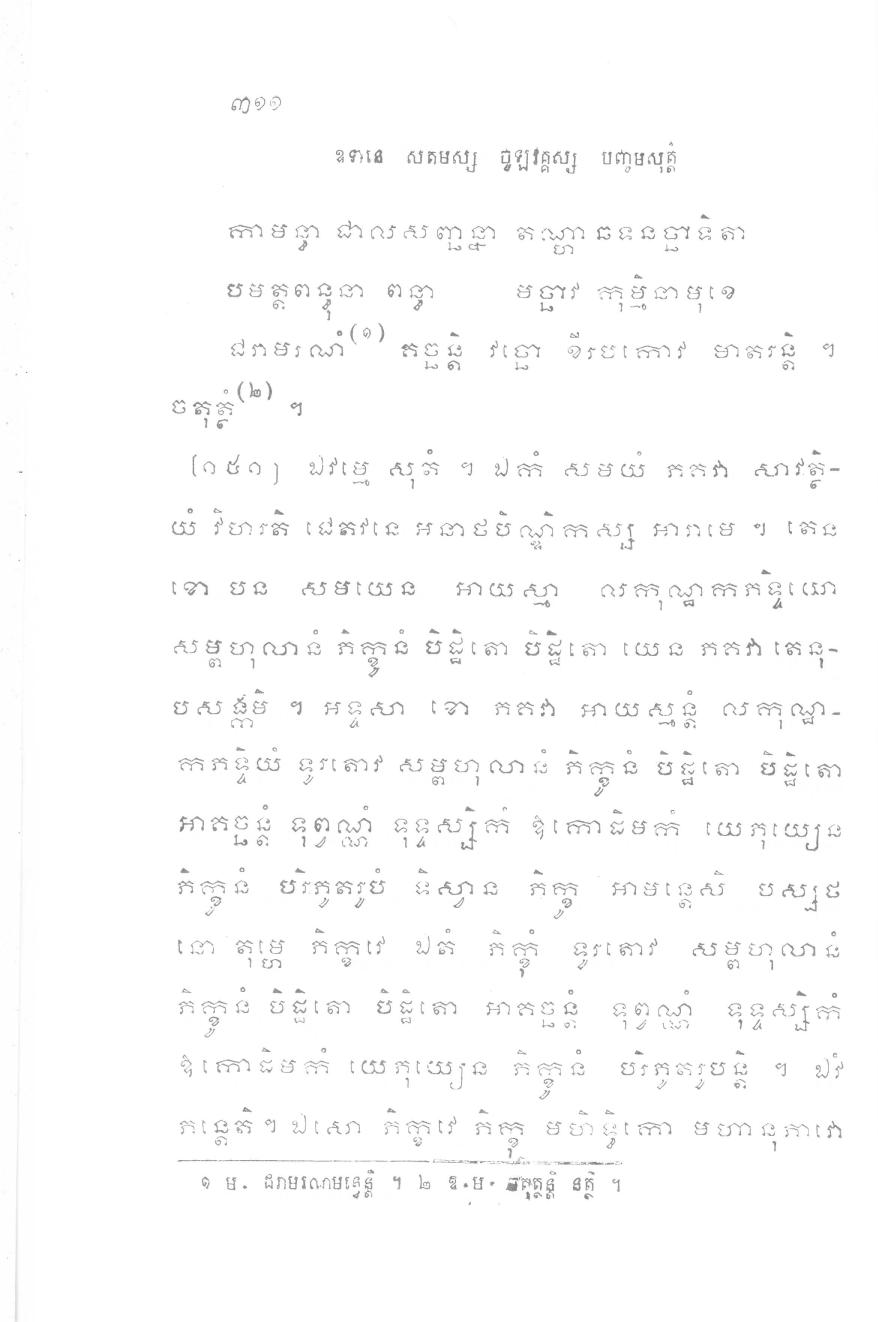 ៣១១
ឧទានេ សតមស្ស ចូឡវគ្គស្ស បញ្ចមសុត្តំ
កាមន្ធា ជាលសញ្ឆន្នា តណ្ហាឆទនច្ឆាទិតា
បមត្តពន្ធុនា ពន្ធា មច្ឆាវ កុម្មិនាមុខេ
ជរាមរណំ(១) គច្ឆន្តិ វច្ឆោ ខីរបកោវ មាតរន្តិ ។
ចតុត្ថំ(២) ។
[១៥១] ឯវម្មេ សុតំ ។ ឯកំ សមយំ ភគវា សាវត្ថិ-
យំ វិហរតិ ជេតវនេ អនាថបិណ្ឌិកស្ស អារាមេ ។ តេន
ខោ បន សមយេន អាយស្មា លកុណ្ឋកភទ្ទិយោ
សម្ពហុលានំ ភិក្ខូនំ បិដ្ឋិតោ បិដ្ឋិតោ យេន ភគវា តេនុ-
បសង្កមិ ។ អទ្ទសា ខោ ភគវា អាយស្មន្តំ លកុណ្ឋ-
កភទ្ទិយំ ទូរតោវ សម្ពហុលានំ ភិក្ខូនំ បិដ្ឋិតោ បិដ្ឋិតោ
អាគច្ឆន្តំ ទុព្វណ្ណំ ទុទ្ទស្សិកំ ឱកោដិមកំ យេភុយ្យេន
ភិក្ខូនំ បរិភូតរូបំ ទិស្វាន ភិក្ខូ អាមន្តេសិ បស្សថ
នោ តុម្ហេ ភិក្ខវេ ឯតំ ភិក្ខុំ ទូរតោវ សម្ពហុលានំ
ភិក្ខូនំ បិដ្ឋិតោ បិដ្ឋិតោ អាគច្ឆន្តំ ទុព្វណ្ណំ ទុទ្ទស្សិកំ
ឱកោដិមកំ យេភុយ្យេន ភិក្ខូនំ បរិភូតរូបន្តិ ។ ឯវំ
ភន្តេតិ។ ឯសោ ភិក្ខវេ ភិក្ខុ មហិទ្ធិកោ មហានុភាវោ
១ ម. ជរាមរណមន្វេន្តិ ។ ២ ឱ.ម. ចតុត្ថន្តិ នត្ថិ ។